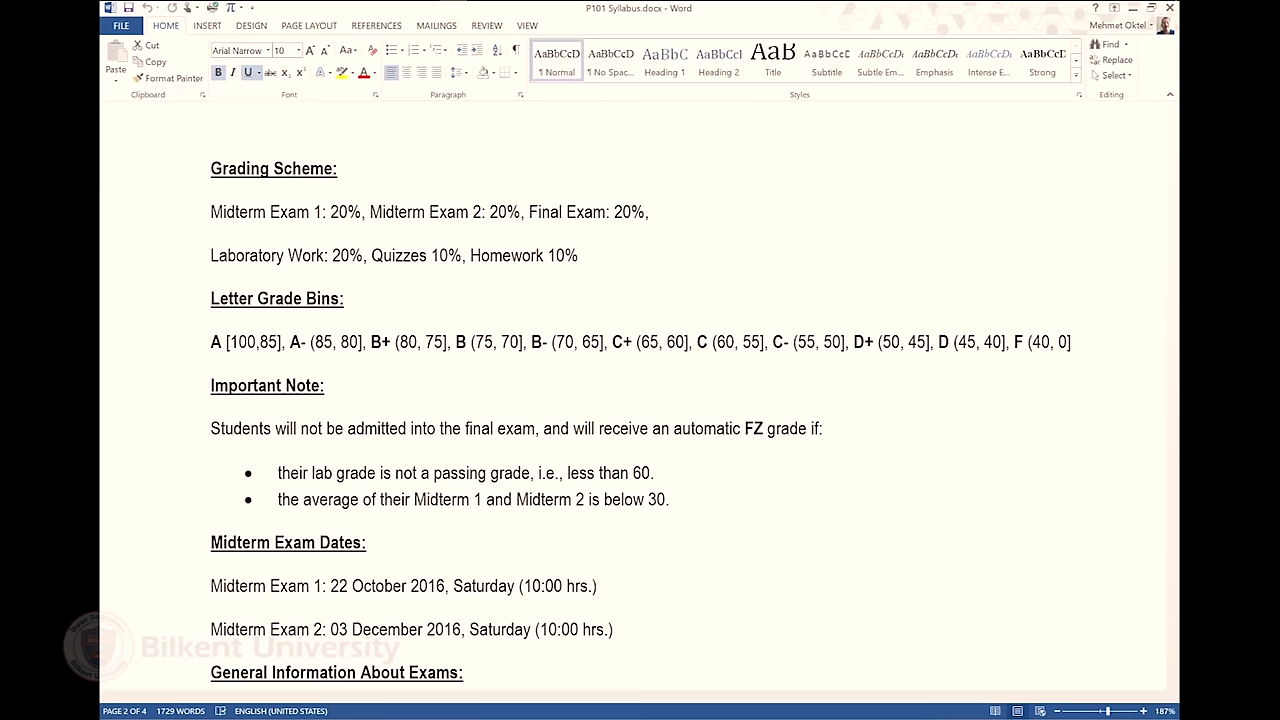 P101 Syllabus.docx - Word
FILE HOME INSERT DESIGN PAGE LAYOUT REFERENCES MAILINGS REVIEW VIEW Mehmet Oktel
Paste Cut Copy Format Painter
Clipboard
Arial Narrow 10
Font
Paragraph
AaBbCcD AaBbCcD AaBbC AaBbCcI AaB AaBbCcC AaBbCcDc AaBbCcDc AaBbCcDc AaBbCcL
¶ Normal ¶ No Spac... Heading 1 Heading 2 Title Subtitle Subtle Em... Emphasis Intense E... Strong
Styles
Find Replace Select
Editing
Grading Scheme:
Midterm Exam 1: 20%, Midterm Exam 2: 20%, Final Exam: 20%,
Laboratory Work: 20%, Quizzes 10%, Homework 10%
Letter Grade Bins:
A [100,85], A- (85, 80], B+ (80, 75], B (75, 70], B- (70, 65], C+ (65, 60], C (60, 55], C- (55, 50], D+ (50, 45], D (45, 40], F (40, 0]
Important Note:
Students will not be admitted into the final exam, and will receive an automatic FZ grade if:
• their lab grade is not a passing grade, i.e., less than 60.
• the average of their Midterm 1 and Midterm 2 is below 30.
Midterm Exam Dates:
Midterm Exam 1: 22 October 2016, Saturday (10:00 hrs.)
Midterm Exam 2: 03 December 2016, Saturday (10:00 hrs.)
Bilkent University
General Information About Exams:
PAGE 2 OF 4 1729 WORDS ENGLISH (UNITED STATES) 187%